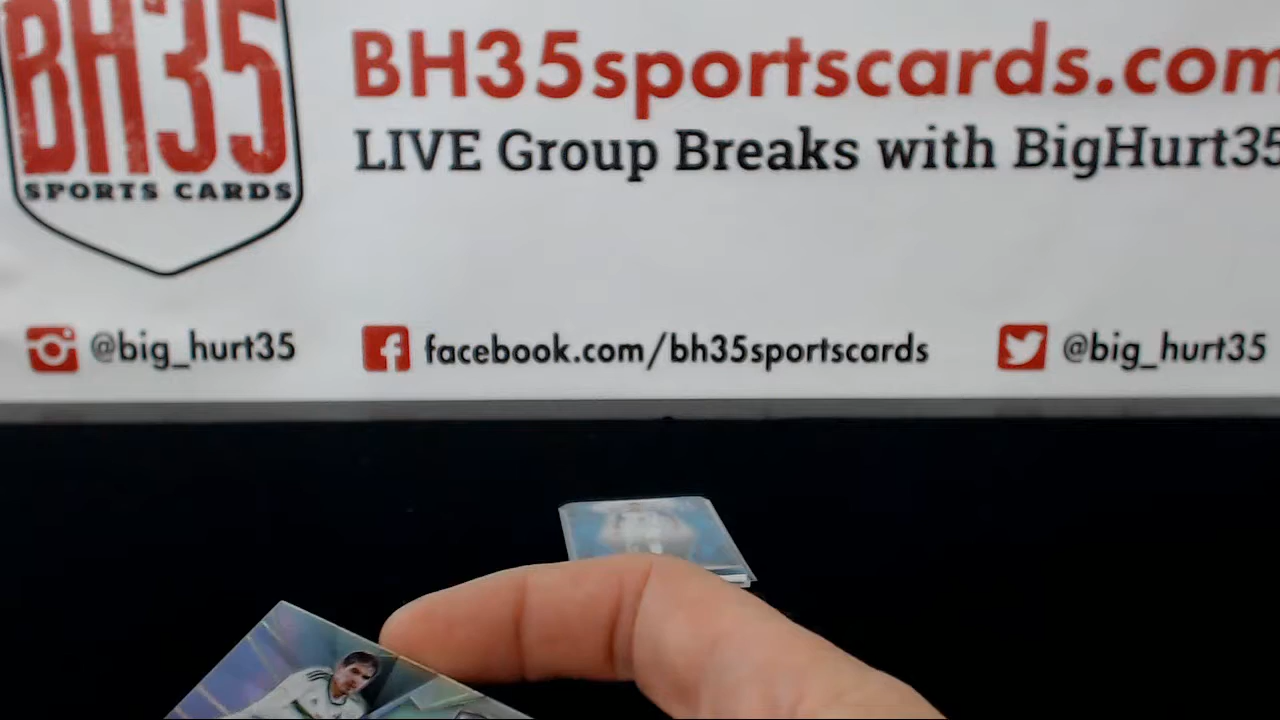 BH35
SPORTS CARDS
BH35sportscards.com
LIVE Group Breaks with BigHurt35
@big_hurt35
facebook.com/bh35sportscards
@big_hurt35